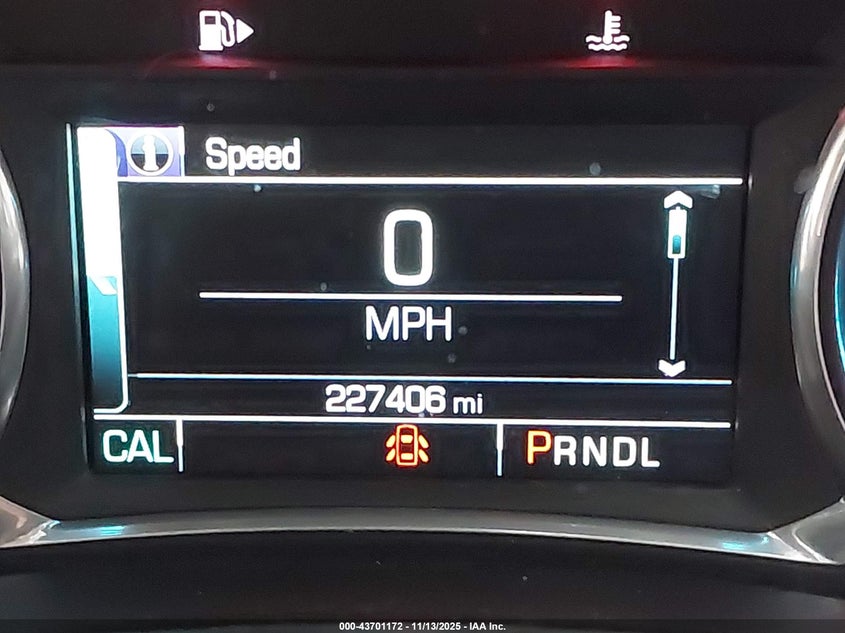 Speed
0
MPH
227406 mi
CAL PRNDL
000-43701172 - 11/13/2025 - IAA Inc.